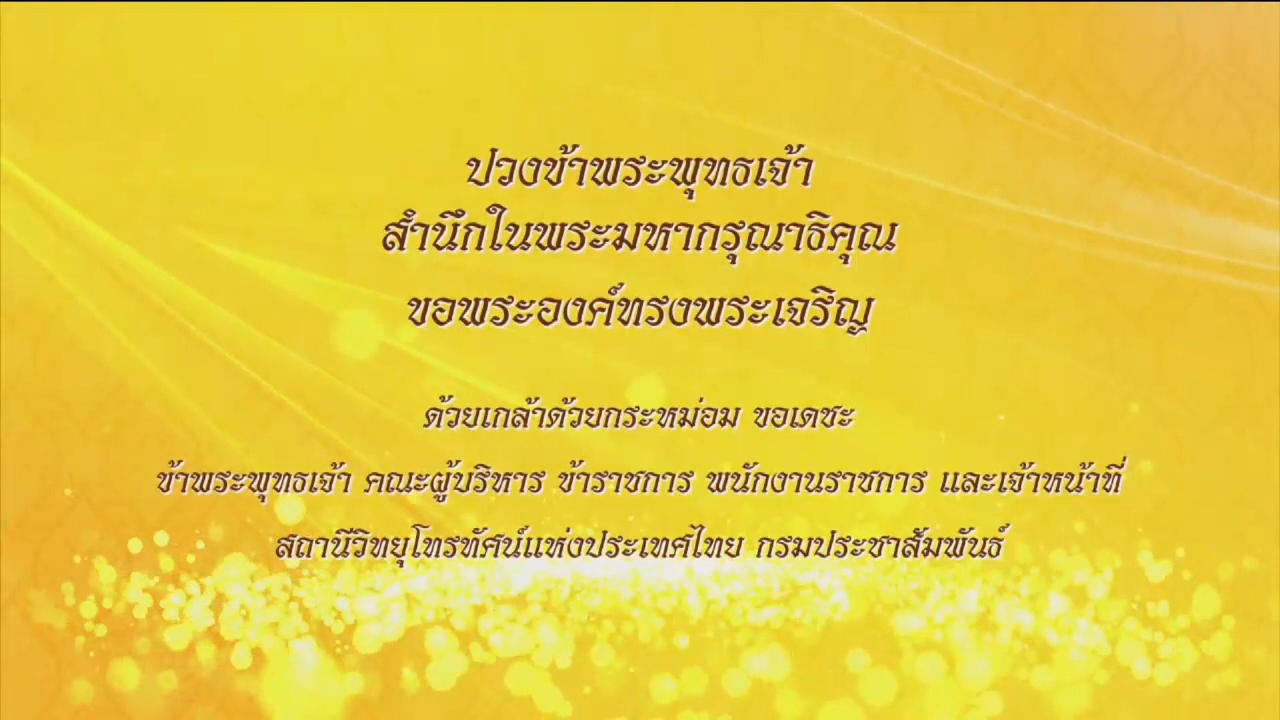 ปวงข้าพระพุทธเจ้า
สำนึกในพระมหากรุณาธิคุณ
ขอพระองค์ทรงพระเจริญ
ด้วยเกล้าด้วยกระหม่อม ขอเดชะ
ข้าพระพุทธเจ้า คณะผู้บริหาร ข้าราชการ พนักงานราชการ และเจ้าหน้าที่
สถานีวิทยุโทรทัศน์แห่งประเทศไทย กรมประชาสัมพันธ์